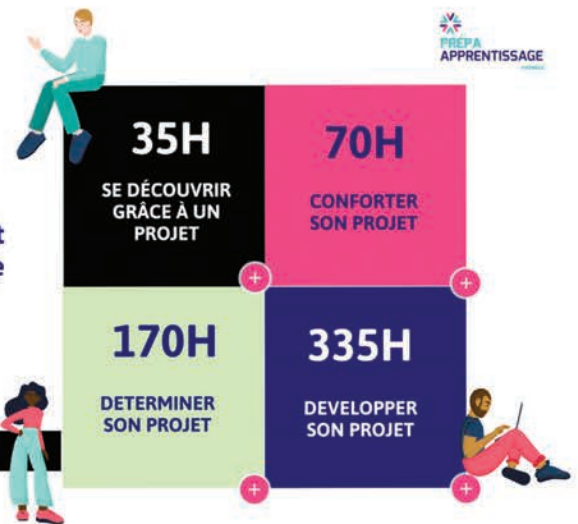 PRÉPA
APPRENTISSAGE
35H
SE DÉCOUVRIR
GRÂCE À UN
PROJET
70H
CONFORTER
SON PROJET
170H
DETERMINER
SON PROJET
335H
DEVELOPPER
SON PROJET